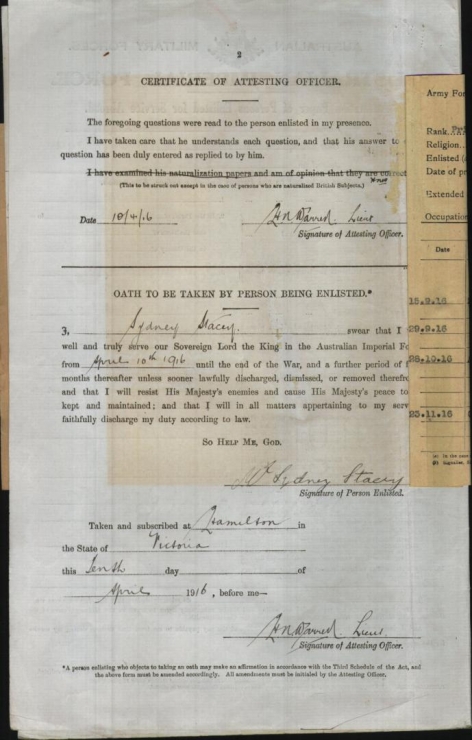 2
CERTIFICATE OF ATTESTING OFFICER.
The foregoing questions were read to the person enlisted in my presence.
I have taken care that he understands each question, and that his answer to
question has been duly entered as replied to by him.
I have examined his naturalization papers and am of opinion that they are correct
(This to be struck out except in the case of persons who are naturalized British Subjects.)
Date 10/4/16 Lieut
Signature of Attesting Officer.
OATH TO BE TAKEN BY PERSON BEING ENLISTED.*
I, Sydney Stacey, swear that I
well and truly serve our Sovereign Lord the King in the Australian Imperial Fo
from April 10th 1916 until the end of the War, and a further period of f
months thereafter unless sooner lawfully discharged, dismissed, or removed therefro
and that I will resist His Majesty's enemies and cause His Majesty's peace to
kept and maintained; and that I will in all matters appertaining to my serv
faithfully discharge my duty according to law.
SO HELP ME, GOD.
Sydney Stacey
Signature of Person Enlisted.
Taken and subscribed at Hamilton in
the State of Victoria
this Tenth day of
April 1916, before me—
Lieut
Signature of Attesting Officer.
*A person enlisting who objects to taking an oath may make an affirmation in accordance with the Third Schedule of the Act, and
the above form must be amended accordingly. All amendments must be initialed by the Attesting Officer.
Army For
Rank
Religion
Enlisted (
Date of pr
Extended
Occupation
Date
15.9.16
29.9.16
28.10.16
23.11.16